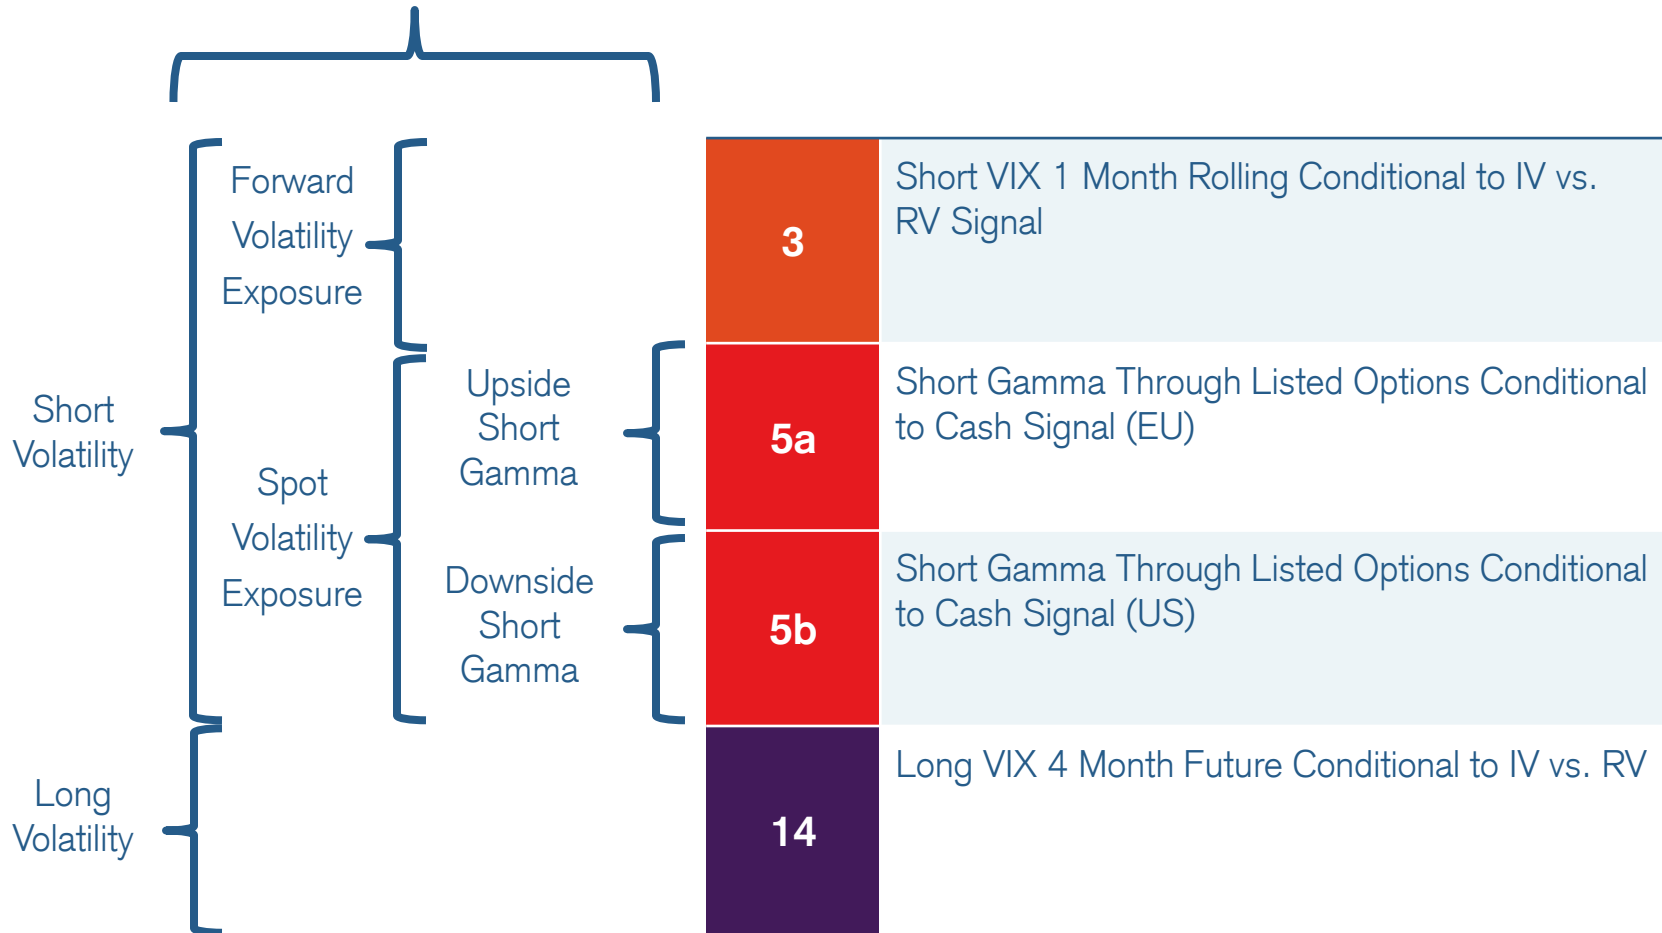 Short
Volatility
Forward
Volatility
Exposure
Spot
Volatility
Exposure
Upside
Short
Gamma
Downside
Short
Gamma
Long
Volatility
3
Short VIX 1 Month Rolling Conditional to IV vs.
RV Signal
5a
Short Gamma Through Listed Options Conditional
to Cash Signal (EU)
5b
Short Gamma Through Listed Options Conditional
to Cash Signal (US)
14
Long VIX 4 Month Future Conditional to IV vs. RV